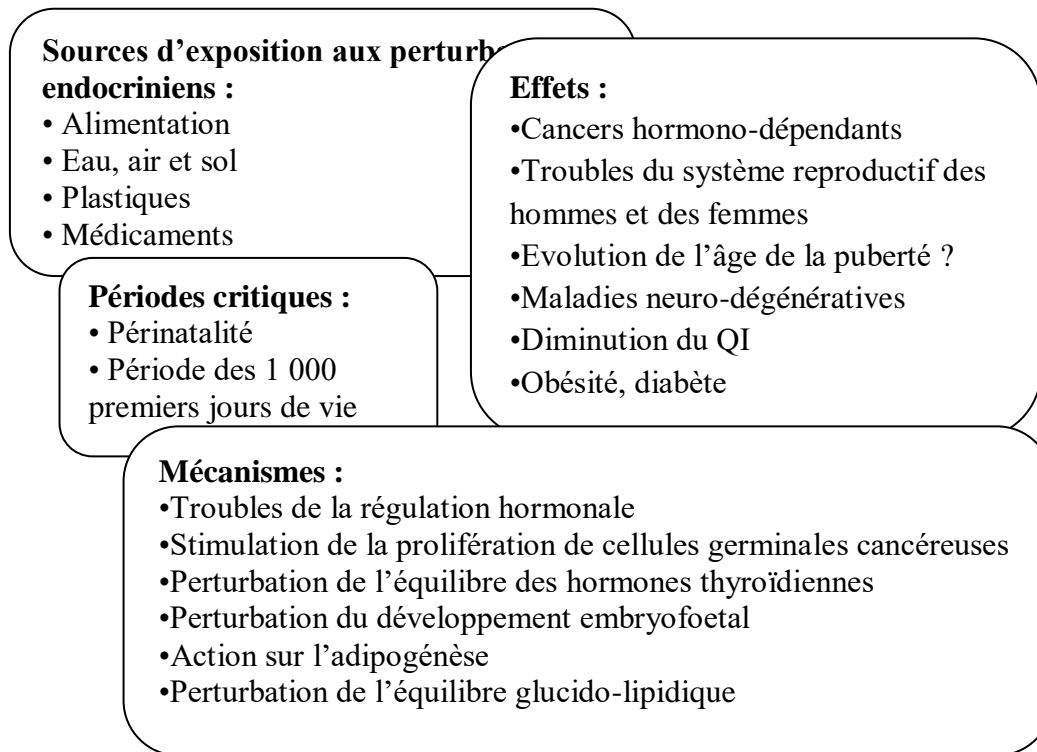 Sources d’exposition aux perturb
endocriniens :
• Alimentation
• Eau, air et sol
• Plastiques
• Médicaments
Effets :
•Cancers hormono-dépendants
•Troubles du système reproductif des
hommes et des femmes
•Evolution de l’âge de la puberté ?
•Maladies neuro-dégénératives
•Diminution du QI
•Obésité, diabète
Périodes critiques :
• Périnatalité
• Période des 1 000
premiers jours de vie
Mécanismes :
•Troubles de la régulation hormonale
•Stimulation de la prolifération de cellules germinales cancéreuses
•Perturbation de l’équilibre des hormones thyroïdiennes
•Perturbation du développement embryofoetal
•Action sur l’adipogénèse
•Perturbation de l’équilibre glucido-lipidique